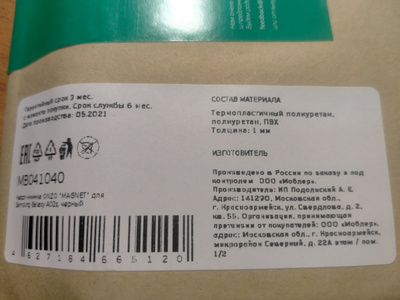 Гарантийный срок 3 мес.
с момента покупки. Срок службы 6 мес.
Дата производства: 05.2021
EAC
MB041040
"MAGNET" для
Samsung Galaxy A02s, черный
4 627184 665120
СОСТАВ МАТЕРИАЛА
Термопластичный полиуретан,
полиуретан, ПВХ
Толщина: 1 мм
ИЗГОТОВИТЕЛЬ
Произведено в России по заказу и под
контролем ООО «Моблер».
Производитель: ИП Подольский А. Е.
Адрес: 141290, Московская обл.,
г. Красноармейск, ул. Свердлова, д. 2,
кв. 55. Организация, принимающая
претензии от покупателей: ООО «Моблер»,
адрес: Московская обл., г. Красноармейск,
микрорайон Северный, д. 22А этаж / пом.
1/2